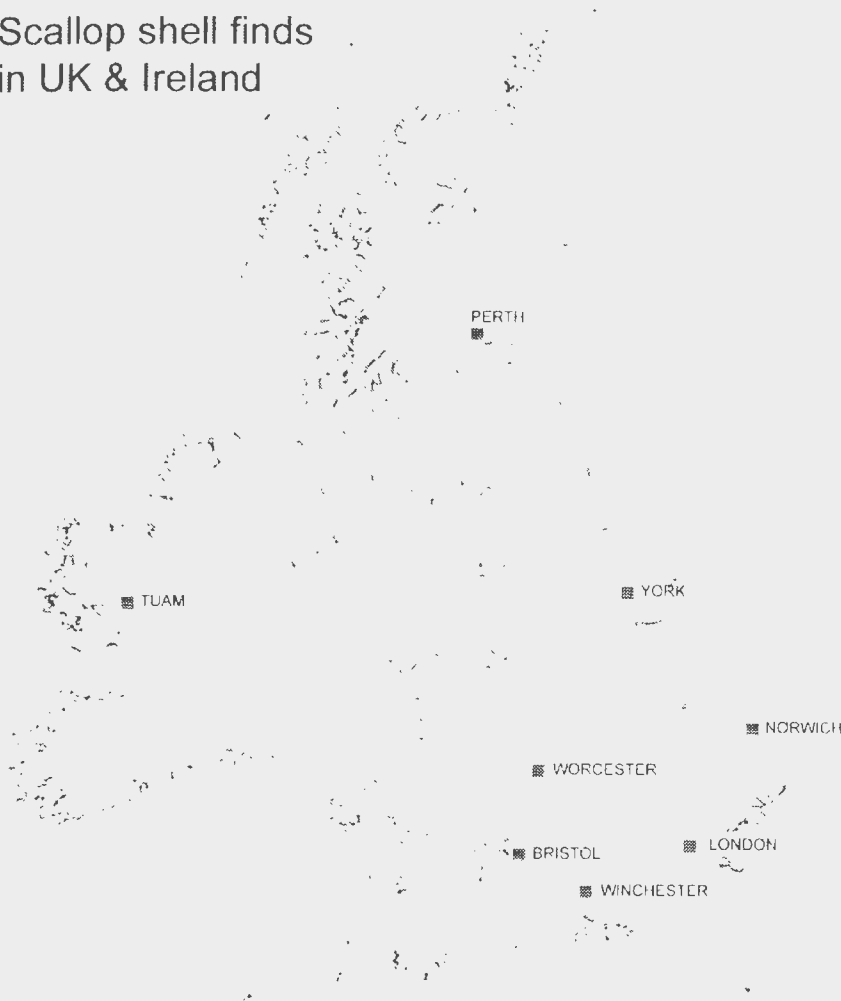 Scallop shell finds
in UK & Ireland
PERTH
TUAM
YORK
NORWICH
WORCESTER
LONDON
BRISTOL
WINCHESTER